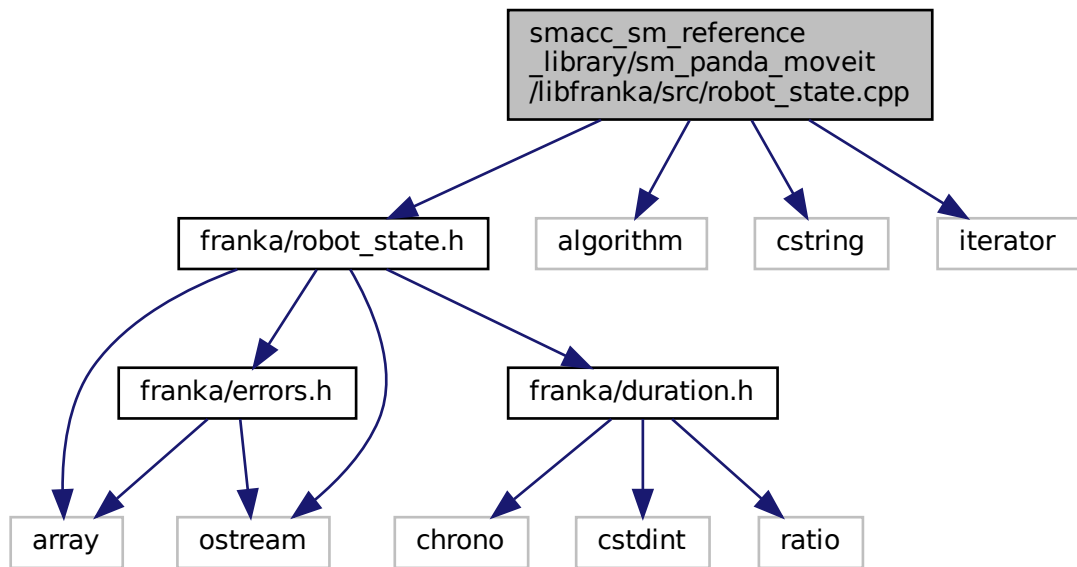 smacc_sm_reference
_library/sm_panda_moveit
/libfranka/src/robot_state.cpp
franka/robot_state.h
algorithm
cstring
iterator
franka/errors.h
franka/duration.h
array
ostream
chrono
cstdint
ratio